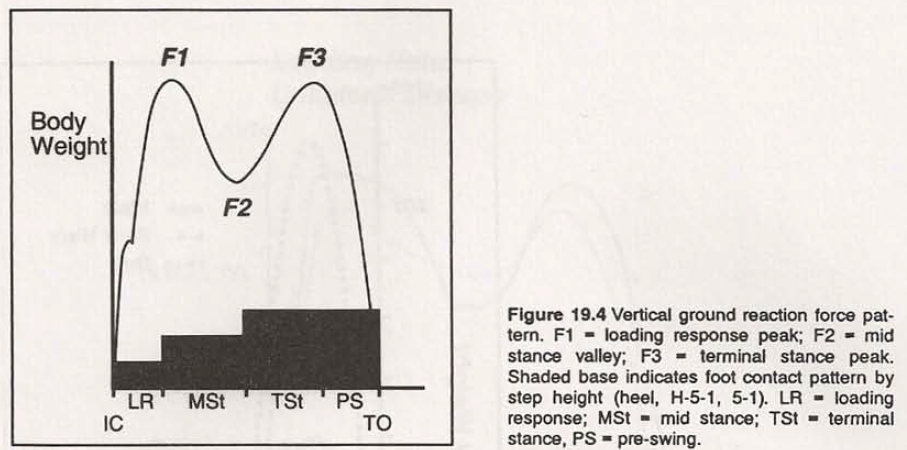 F1
F3
Body
Weight
F2
LR MSt TSt PS
IC TO
Figure 19.4 Vertical ground reaction force pat-
tern. F1 = loading response peak; F2 = mid
stance valley; F3 = terminal stance peak.
Shaded base indicates foot contact pattern by
step height (heel, H-5-1, 5-1). LR = loading
response; MSt = mid stance; TSt = terminal
stance, PS = pre-swing.